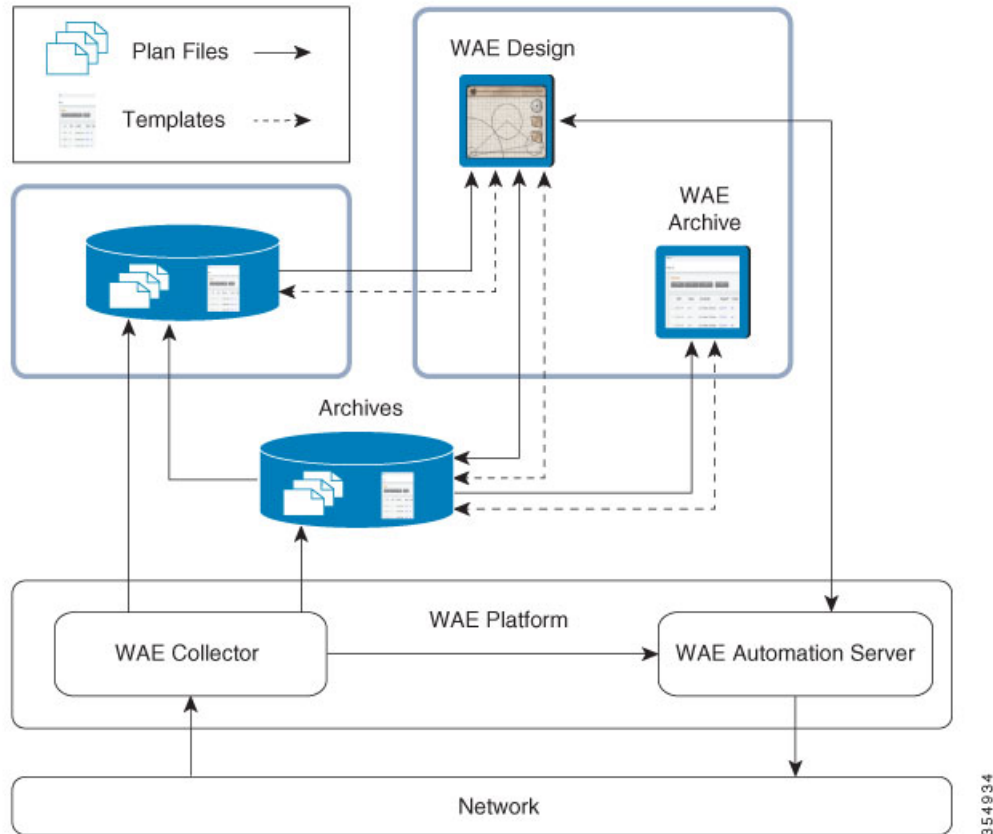 Plan Files
Templates
WAE Design
WAE
Archive
Archives
WAE Platform
WAE Collector
WAE Automation Server
Network
354934